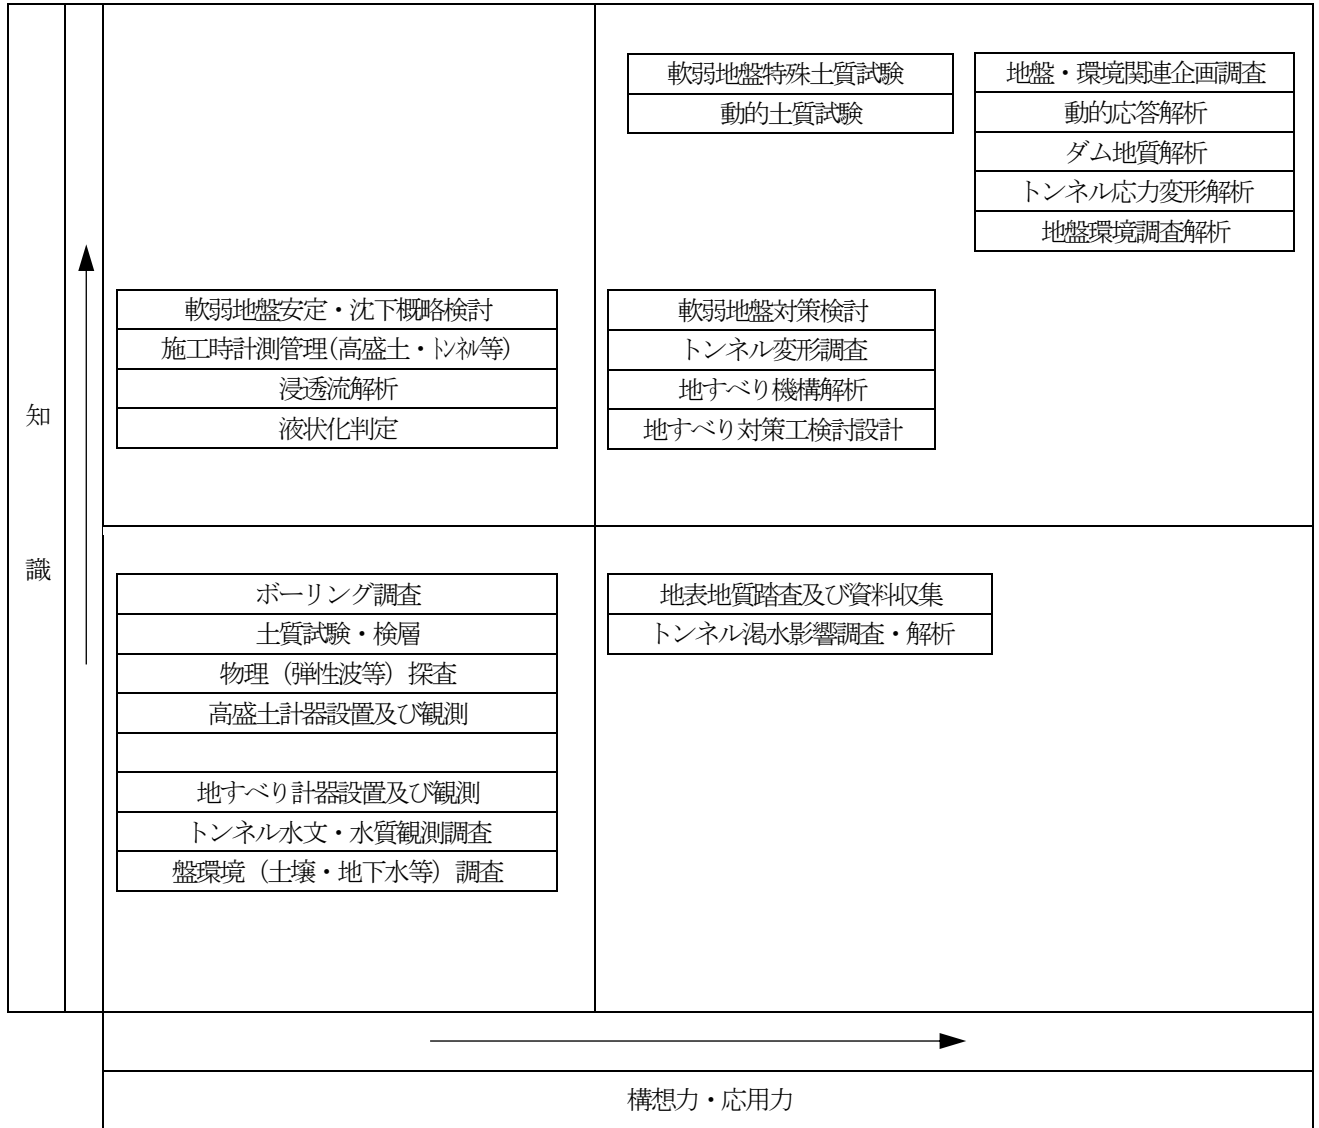 軟弱地盤特殊土質試験
動的土質試験
地盤・環境関連企画調査
動的応答解析
ダム地質解析
トンネル応力変形解析
地盤環境調査解析
軟弱地盤安定・沈下概略検討
施工時計測管理(高盛土・ﾄﾝﾈﾙ等)
浸透流解析
液状化判定
軟弱地盤対策検討
トンネル変形調査
地すべり機構解析
地すべり対策工検討設計
知
識
ボーリング調査
土質試験・検層
物理（弾性波等）探査
高盛土計器設置及び観測
地すべり計器設置及び観測
トンネル水文・水質観測調査
盤環境（土壌・地下水等）調査
地表地質踏査及び資料収集
トンネル渇水影響調査・解析
構想力・応用力